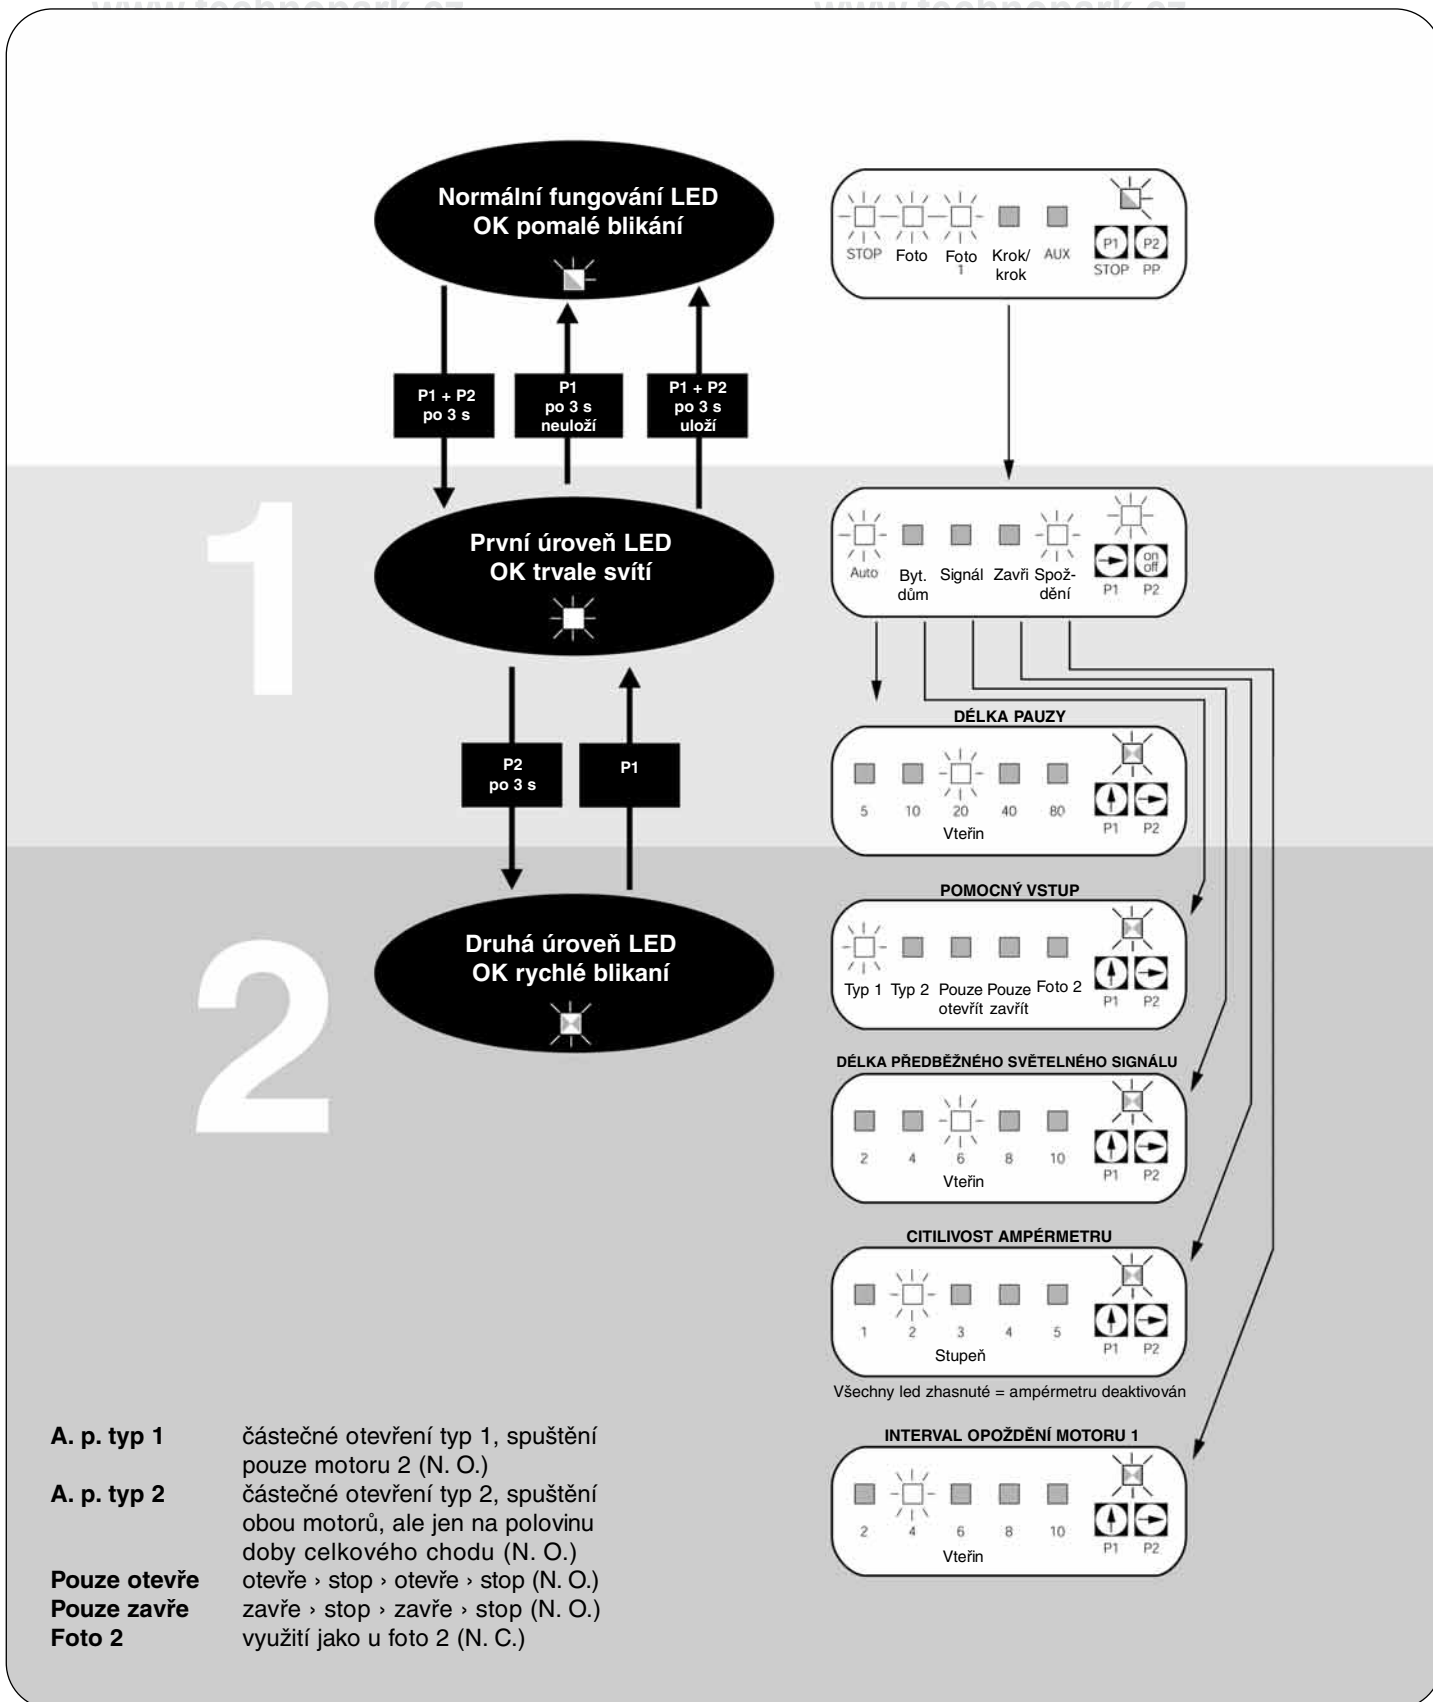 www.technopark.cz www.technopark.cz
Normální fungování LED
OK pomalé blikání
STOP Foto Foto 1 Krok/ krok AUX
P1 P2
STOP PP
P1 + P2
po 3 s
P1
po 3 s
neuloží
P1 + P2
po 3 s
uloží
1
První úroveň LED
OK trvale svítí
Auto Byt. dům Signál Zavři Spož- dění
on off
P1 P2
P2
po 3 s
P1
DÉLKA PAUZY
5 10 20 40 80
Vteřin
P1 P2
2
Druhá úroveň LED
OK rychlé blikaní
POMOCNÝ VSTUP
Typ 1 Typ 2 Pouze otevřít Pouze zavřít Foto 2
P1 P2
DÉLKA PŘEDBĚŽNÉHO SVĚTELNÉHO SIGNÁLU
2 4 6 8 10
Vteřin
P1 P2
CITILIVOST AMPÉRMETRU
1 2 3 4 5
Stupeň
P1 P2
Všechny led zhasnuté = ampérmetru deaktivován
INTERVAL OPOŽDĚNÍ MOTORU 1
2 4 6 8 10
Vteřin
P1 P2
A. p. typ 1 částečné otevření typ 1, spuštění
pouze motoru 2 (N. O.)
A. p. typ 2 částečné otevření typ 2, spuštění
obou motorů, ale jen na polovinu
doby celkového chodu (N. O.)
Pouze otevře otevře › stop › otevře › stop (N. O.)
Pouze zavře zavře › stop › zavře › stop (N. O.)
Foto 2 využití jako u foto 2 (N. C.)